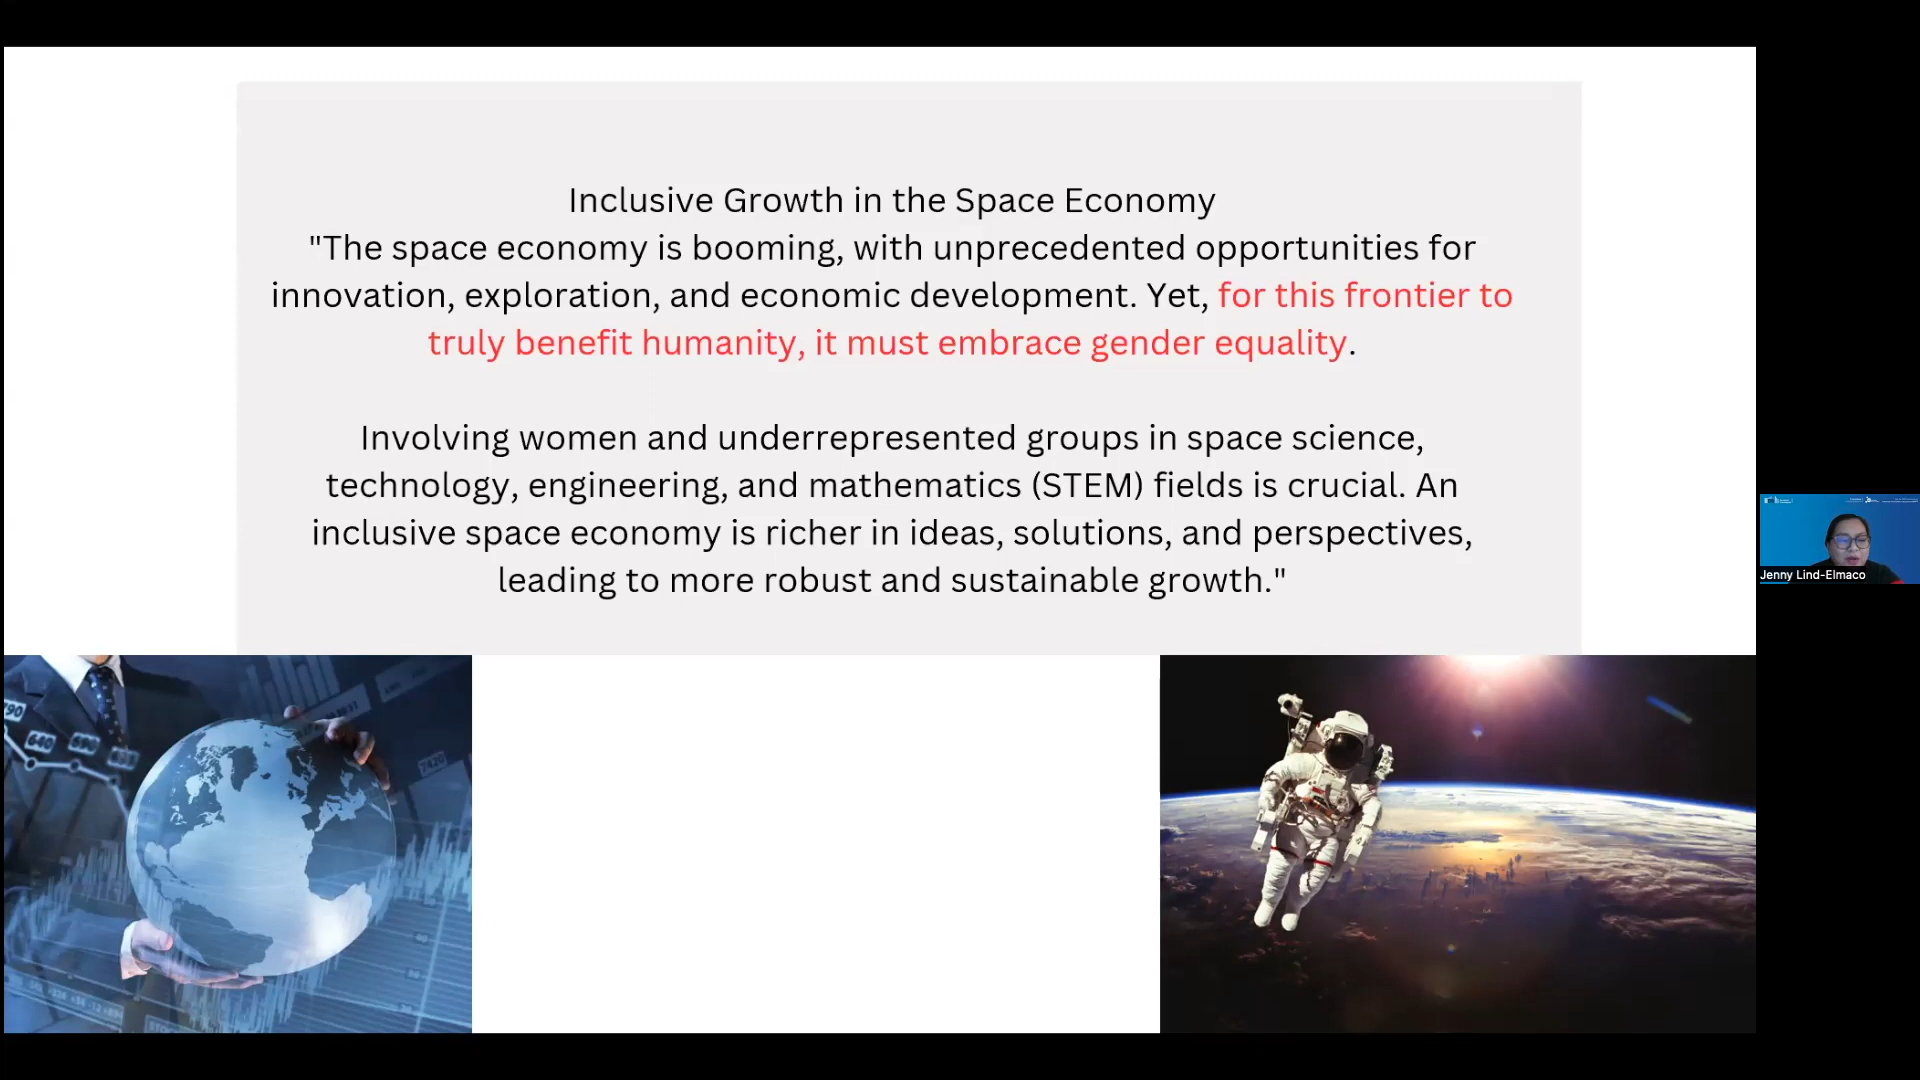 Inclusive Growth in the Space Economy
"The space economy is booming, with unprecedented opportunities for
innovation, exploration, and economic development. Yet, for this frontier to
truly benefit humanity, it must embrace gender equality.
Involving women and underrepresented groups in space science,
technology, engineering, and mathematics (STEM) fields is crucial. An
inclusive space economy is richer in ideas, solutions, and perspectives,
leading to more robust and sustainable growth."
Jenny Lind-Elmaco
640
690
7420